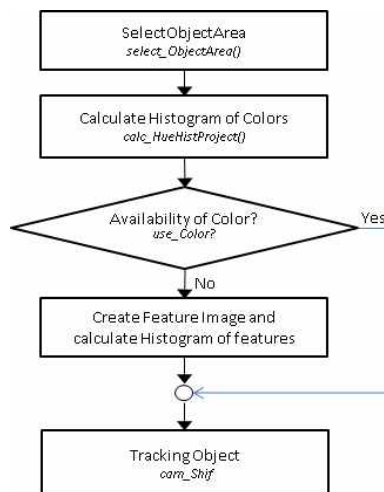 SelectObjectArea
select_ObjectArea()
Calculate Histogram of Colors
calc_HueHistProject()
Availability of Color?
use_Color?
Yes
No
Create Feature Image and
calculate Histogram of features
Tracking Object
cam_Shif